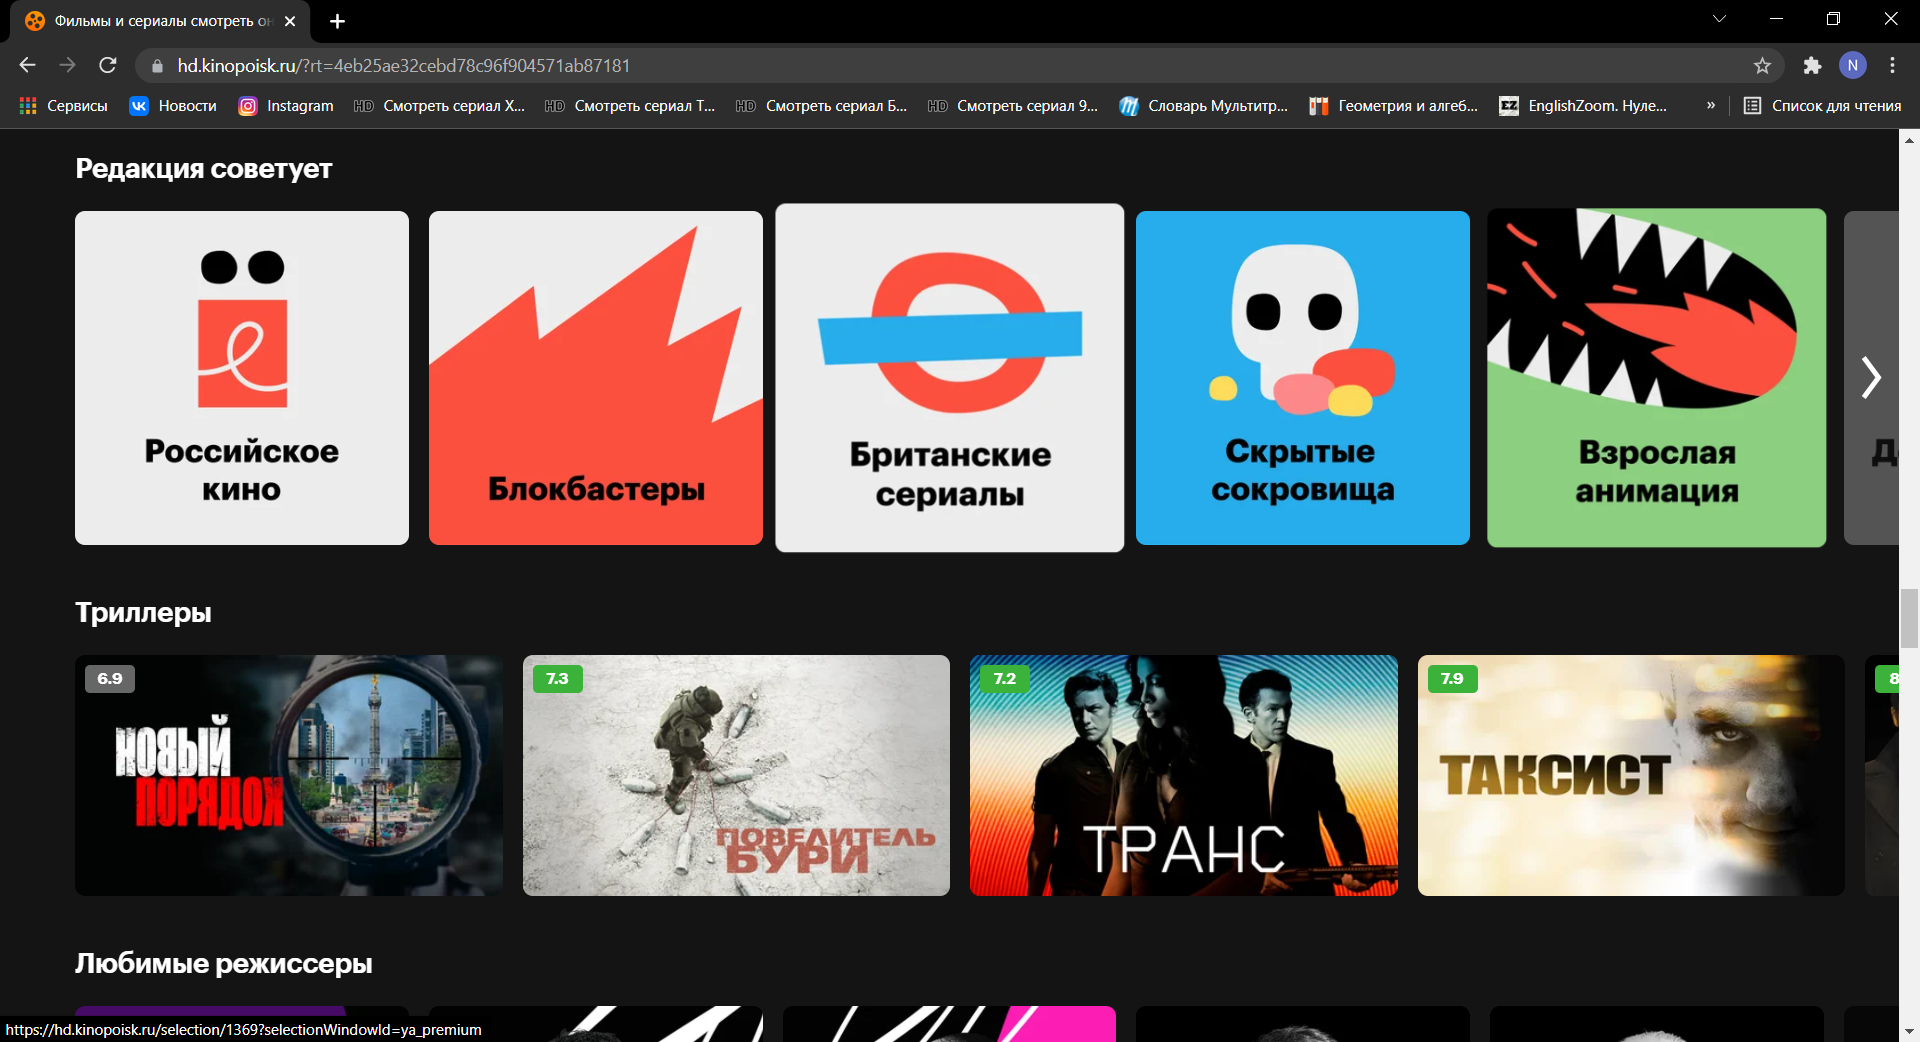 Фильмы и сериалы смотреть он
hd.kinopoisk.ru/?rt=4eb25ae32cebd78c96f904571ab87181
N
Сервисы
Новости
Instagram
HD Смотреть сериал Х...
HD Смотреть сериал Т...
HD Смотреть сериал Б...
HD Смотреть сериал 9...
Словарь Мультитр...
Геометрия и алгеб...
EZ EnglishZoom. Нуле...
»
Список для чтения
Редакция советует
Российское
кино
Блокбастеры
Британские
сериалы
Скрытые
сокровища
Взрослая
анимация
Д
Триллеры
6.9
НОВЫЙ
ПОРЯДОК
7.3
ПОВЕЛИТЕЛЬ
БУРИ
7.2
ТРАНС
7.9
ТАКСИСТ
8
Любимые режиссеры
https://hd.kinopoisk.ru/selection/1369?selectionWindowId=ya_premium